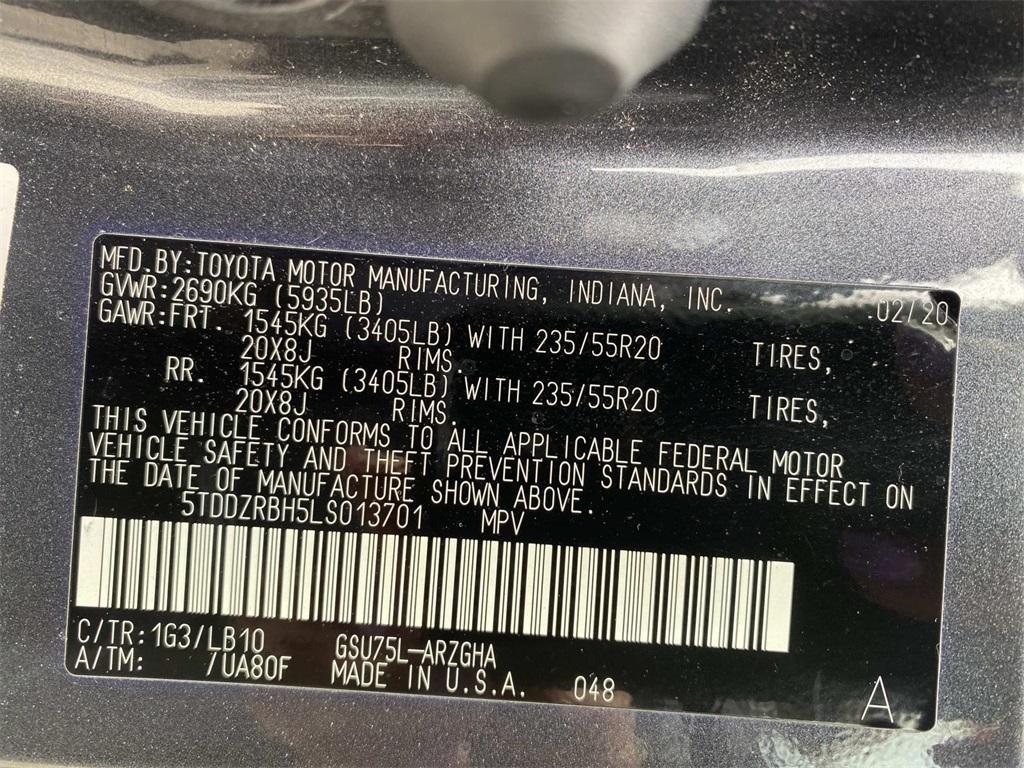 MFD.BY:TOYOTA MOTOR MANUFACTURING, INDIANA, INC. 02/20
GVWR:2690KG (5935LB)
GAWR:FRT. 1545KG (3405LB) WITH 235/55R20 TIRES,
20X8J RIMS.
RR. 1545KG (3405LB) WITH 235/55R20 TIRES,
20X8J RIMS.
THIS VEHICLE CONFORMS TO ALL APPLICABLE FEDERAL MOTOR
VEHICLE SAFETY AND THEFT PREVENTION STANDARDS IN EFFECT ON
THE DATE OF MANUFACTURE SHOWN ABOVE.
5TDDZRBH5LS013701 MPV
C/TR:1G3/LB10 GSU75L-ARZGHA
A/TM: /UA80F MADE IN U.S.A. 048 A